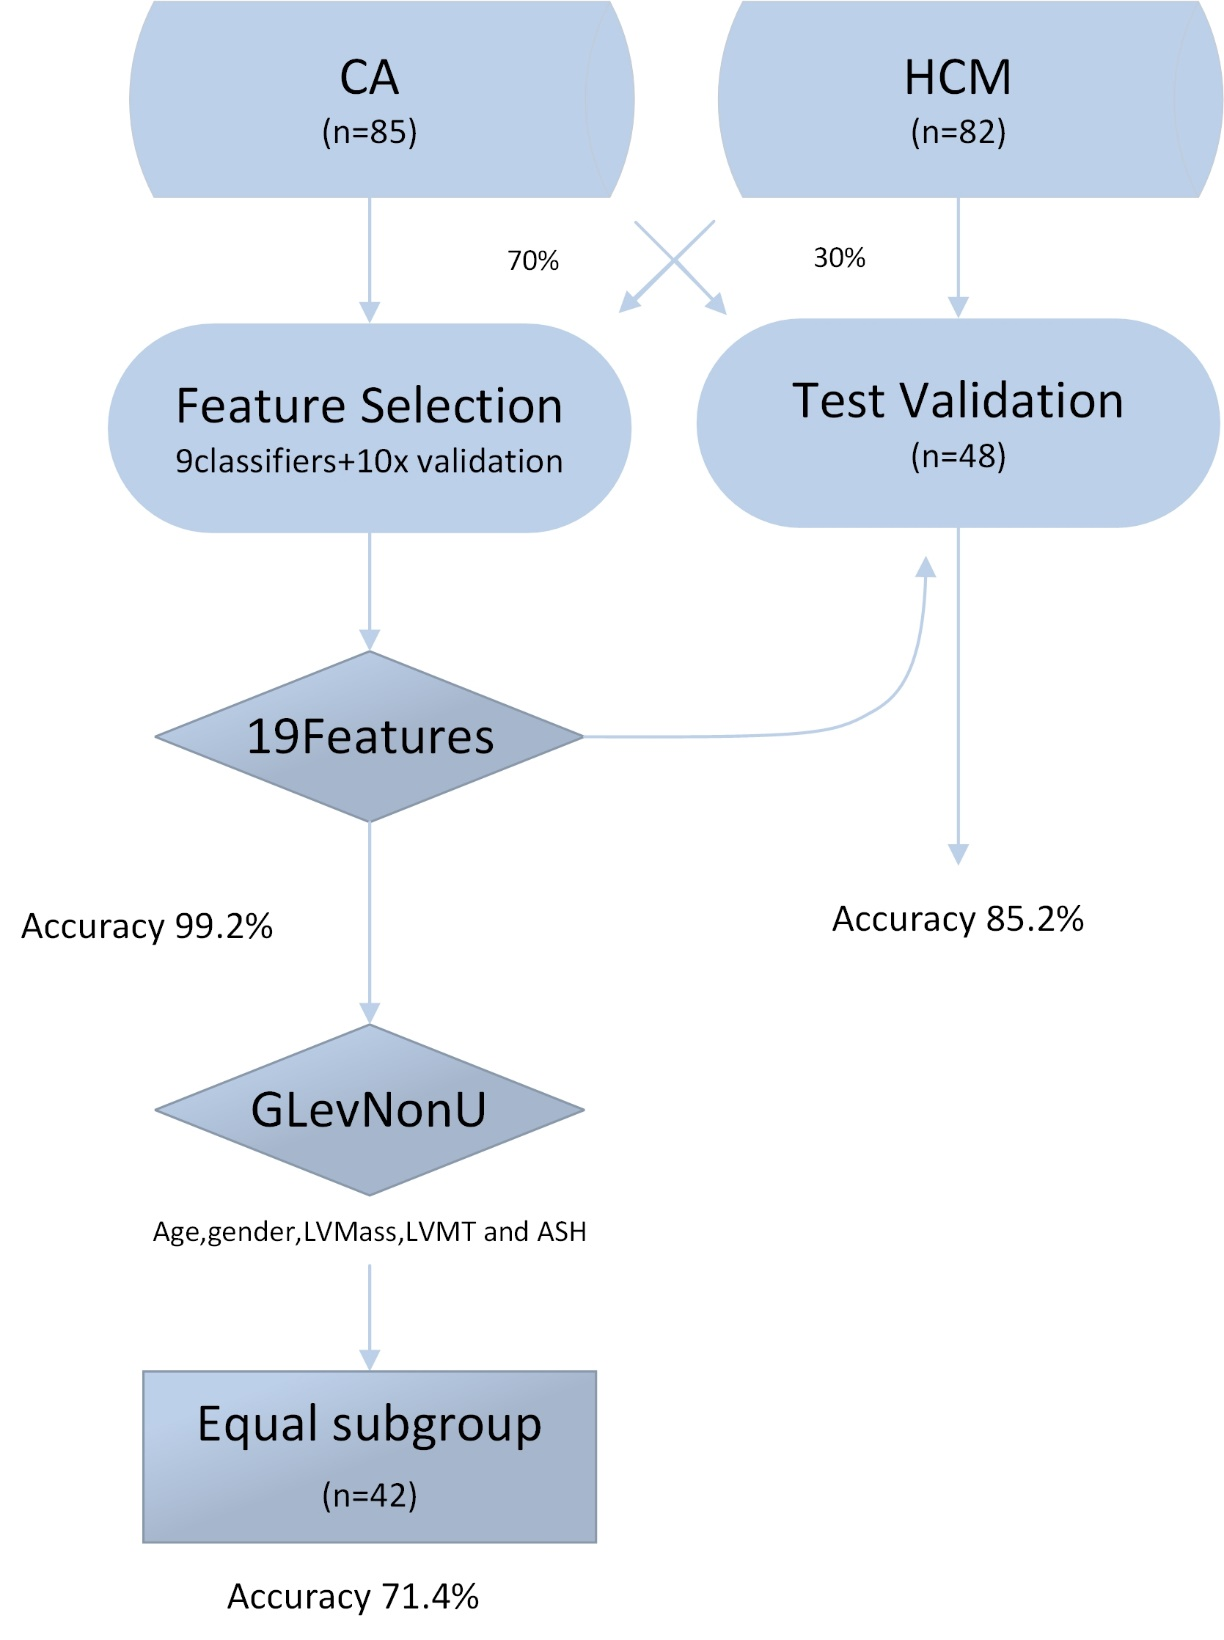 CA
(n=85)
HCM
(n=82)
70%
30%
Feature Selection
9classifiers+10x validation
Test Validation
(n=48)
19Features
Accuracy 99.2%
Accuracy 85.2%
GLevNonU
Age,gender,LVMass,LVMT and ASH
Equal subgroup
(n=42)
Accuracy 71.4%